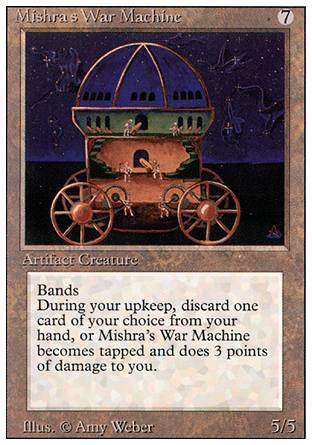 Mishra's War Machine 7
Artifact Creature
Bands
During your upkeep, discard one
card of your choice from your
hand, or Mishra's War Machine
becomes tapped and does 3 points
of damage to you.
Illus. © Amy Weber 5/5